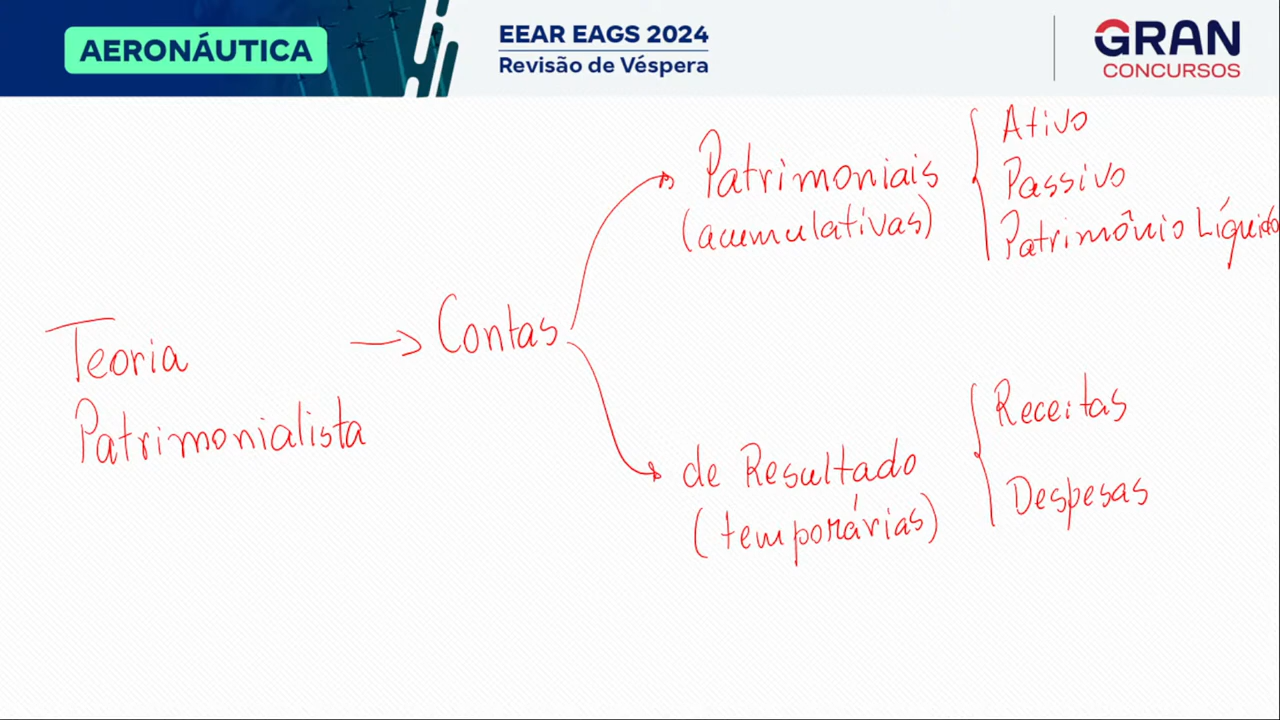 AERONÁUTICA
EEAR EAGS 2024
Revisão de Véspera
GRAN
CONCURSOS
Teoria
Patrimonialista
→ Contas
Patrimoniais
(acumulativas)
Ativo
Passivo
Patrimônio Líquido
de Resultado
(temporárias)
Receitas
Despesas